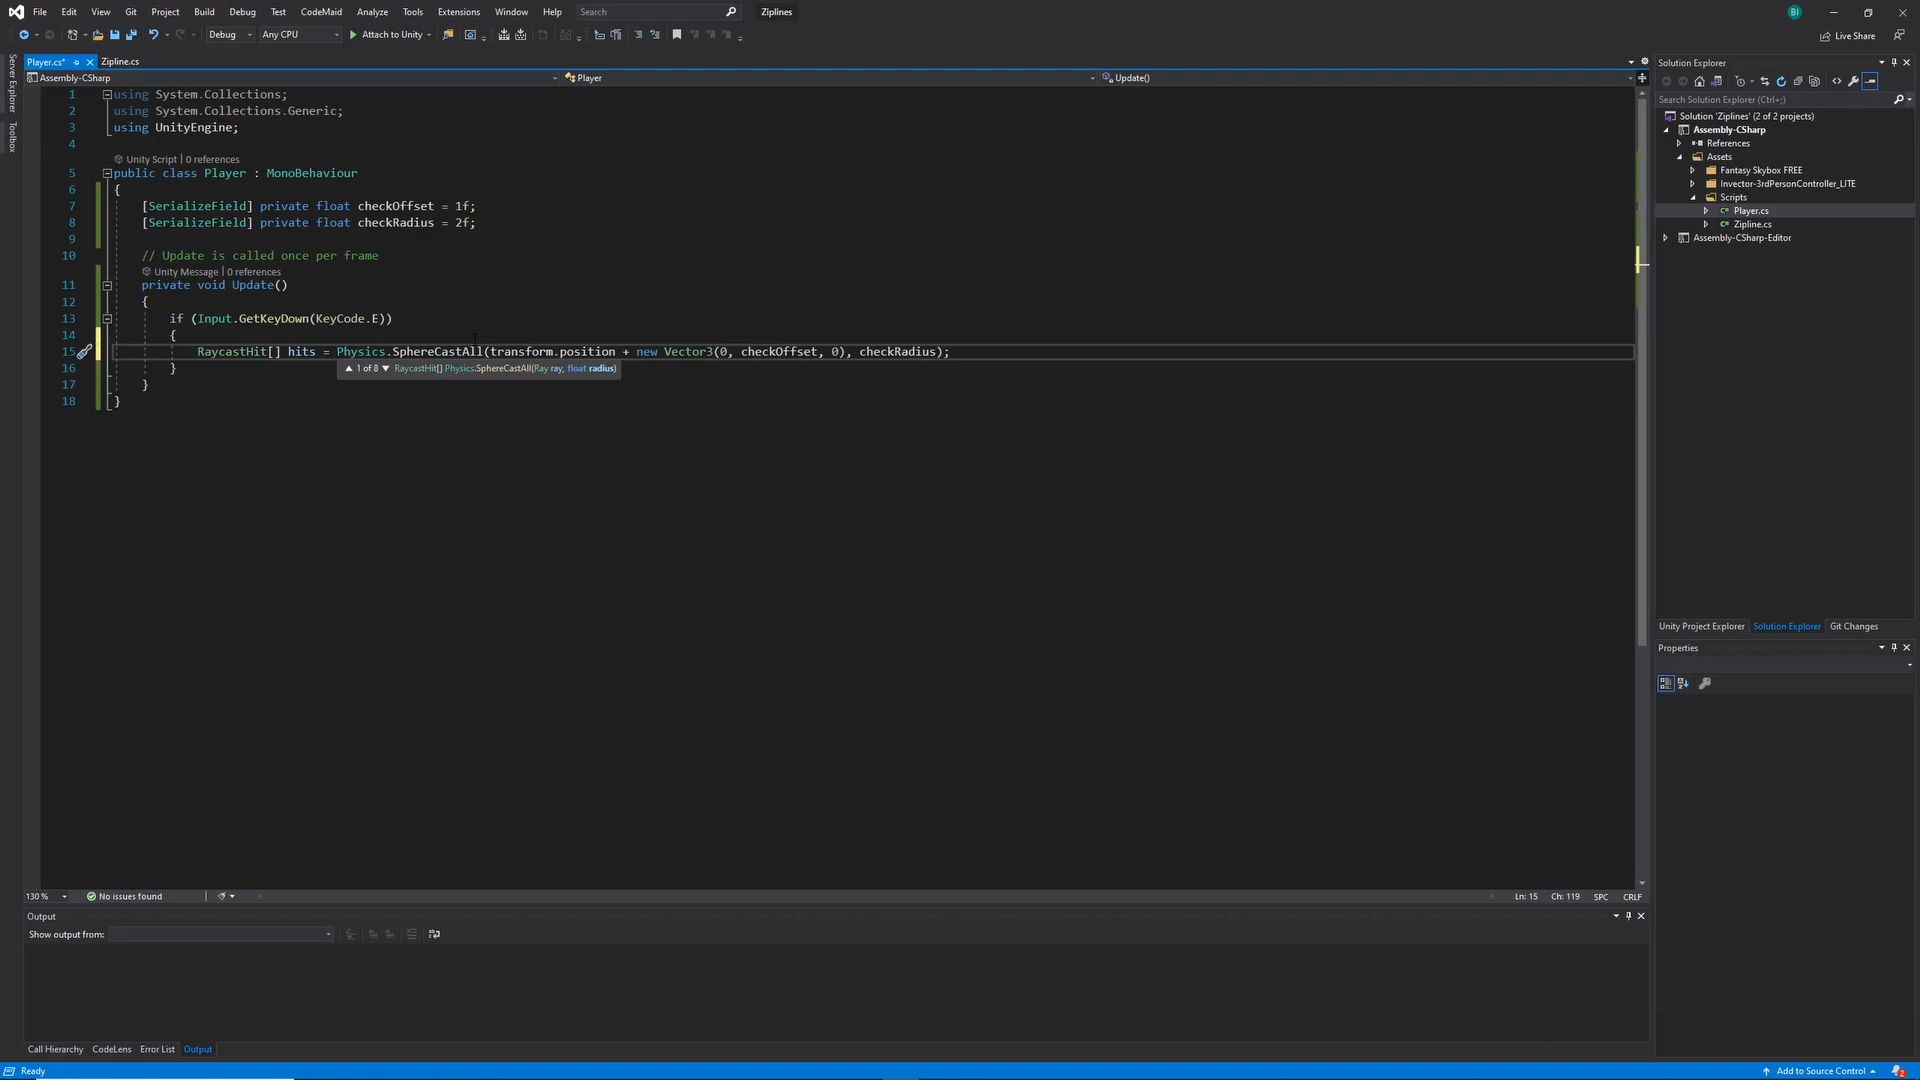 File Edit View Git Project Build Debug Test CodeMaid Analyze Tools Extensions Window Help Search Ziplines BI
Debug Any CPU Attach to Unity Live Share
Server Explorer
Toolbox
Player.cs* Zipline.cs
Assembly-CSharp Player Update()
1 using System.Collections;
2 using System.Collections.Generic;
3 using UnityEngine;
4
Unity Script | 0 references
5 public class Player : MonoBehaviour
6 {
7 [SerializeField] private float checkOffset = 1f;
8 [SerializeField] private float checkRadius = 2f;
9
10 // Update is called once per frame
Unity Message | 0 references
11 private void Update()
12 {
13 if (Input.GetKeyDown(KeyCode.E))
14 {
15 RaycastHit[] hits = Physics.SphereCastAll(transform.position + new Vector3(0, checkOffset, 0), checkRadius);
16 }
1 of 8 RaycastHit[] Physics.SphereCastAll(Ray ray, float radius)
17 }
18 }
130 % No issues found Ln: 15 Ch: 119 SPC CRLF
Output
Show output from:
Call Hierarchy CodeLens Error List Output
Solution Explorer
Search Solution Explorer (Ctrl+;)
Solution 'Ziplines' (2 of 2 projects)
Assembly-CSharp
References
Assets
Fantasy Skybox FREE
Invector-3rdPersonController_LITE
Scripts
C# Player.cs
C# Zipline.cs
Assembly-CSharp-Editor
Unity Project Explorer Solution Explorer Git Changes
Properties
Ready Add to Source Control 2